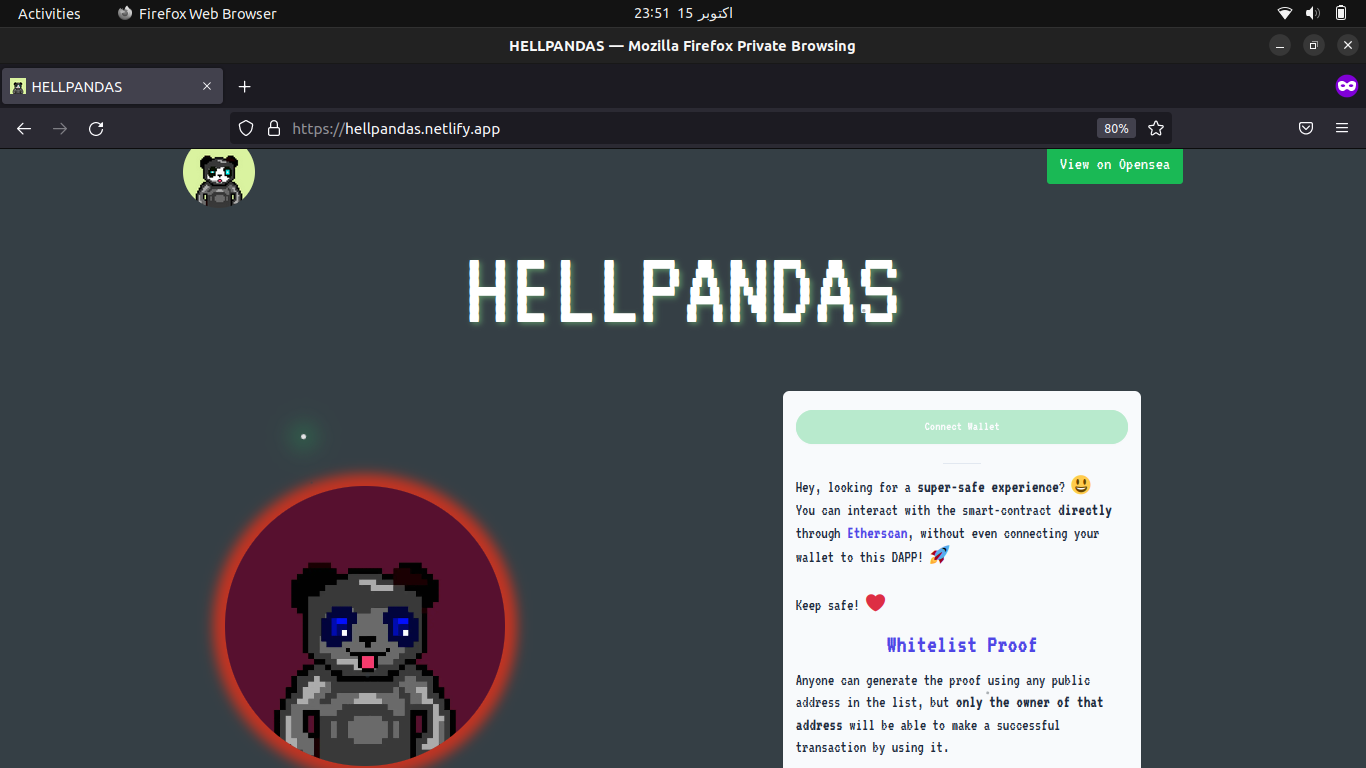 Activities
Firefox Web Browser
23:51 15 اکتوبر
HELLPANDAS — Mozilla Firefox Private Browsing
HELLPANDAS
https://hellpandas.netlify.app
80%
View on Opensea
HELLPANDAS
Connect Wallet
Hey, looking for a super-safe experience? 😃
You can interact with the smart-contract directly
through Etherscan, without even connecting your
wallet to this DAPP! 🚀
Keep safe! ❤️
Whitelist Proof
Anyone can generate the proof using any public
address in the list, but only the owner of that
address will be able to make a successful
transaction by using it.